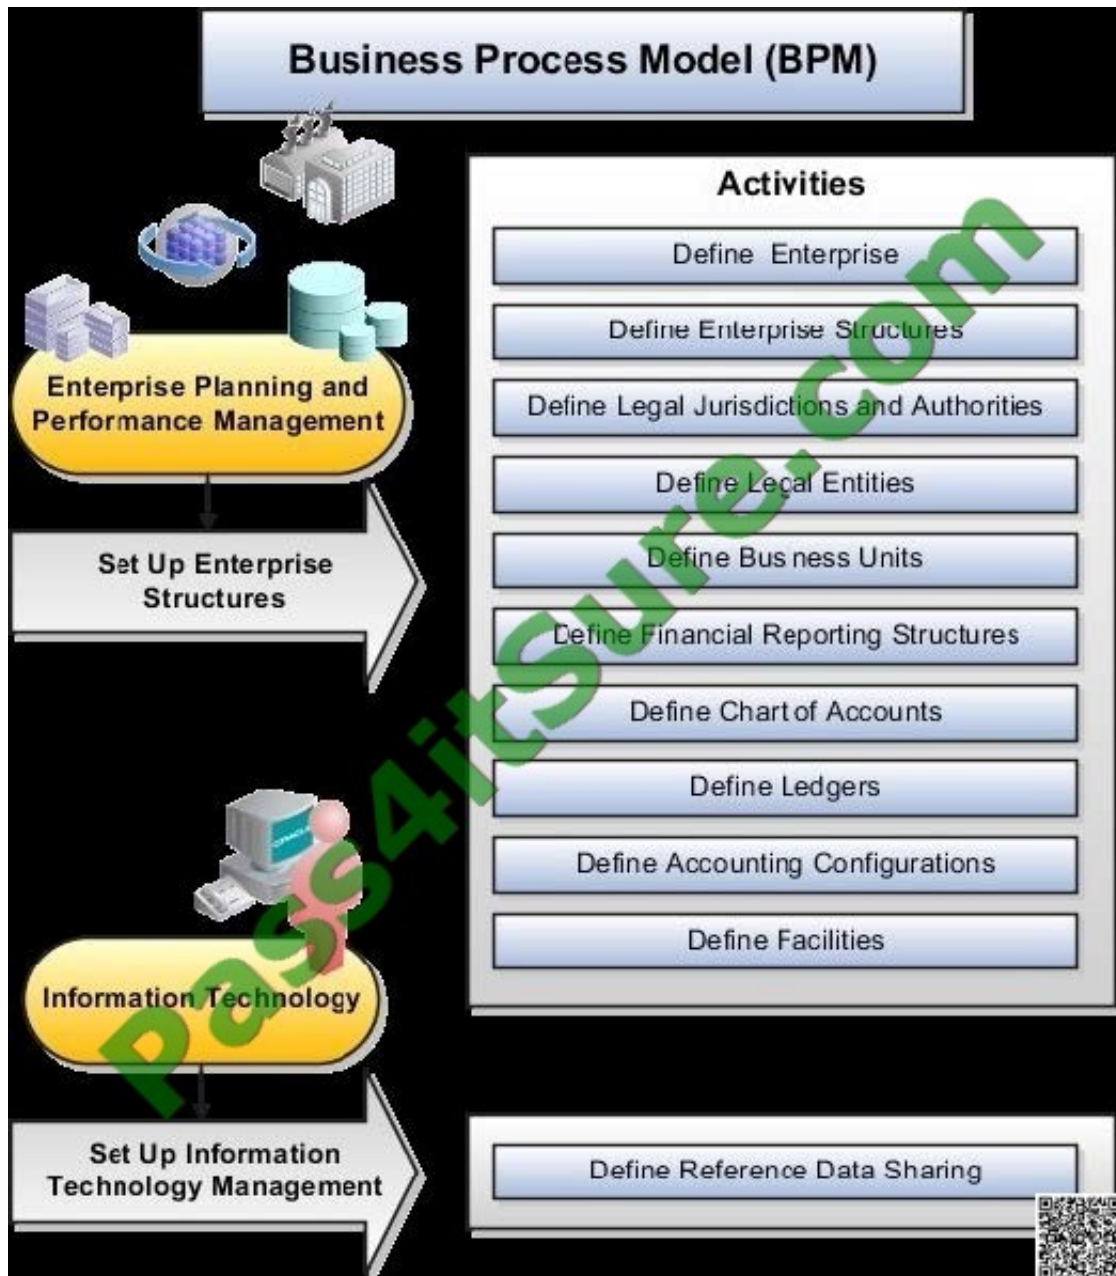 Business Process Model (BPM)
Activities
Define Enterprise
Define Enterprise Structures
Define Legal Jurisdictions and Authorities
Define Legal Entities
Define Business Units
Define Financial Reporting Structures
Define Chart of Accounts
Define Ledgers
Define Accounting Configurations
Define Facilities
Enterprise Planning and
Performance Management
Set Up Enterprise
Structures
ORACLE
Information Technology
Set Up Information
Technology Management
Define Reference Data Sharing
Pass4itSure.com